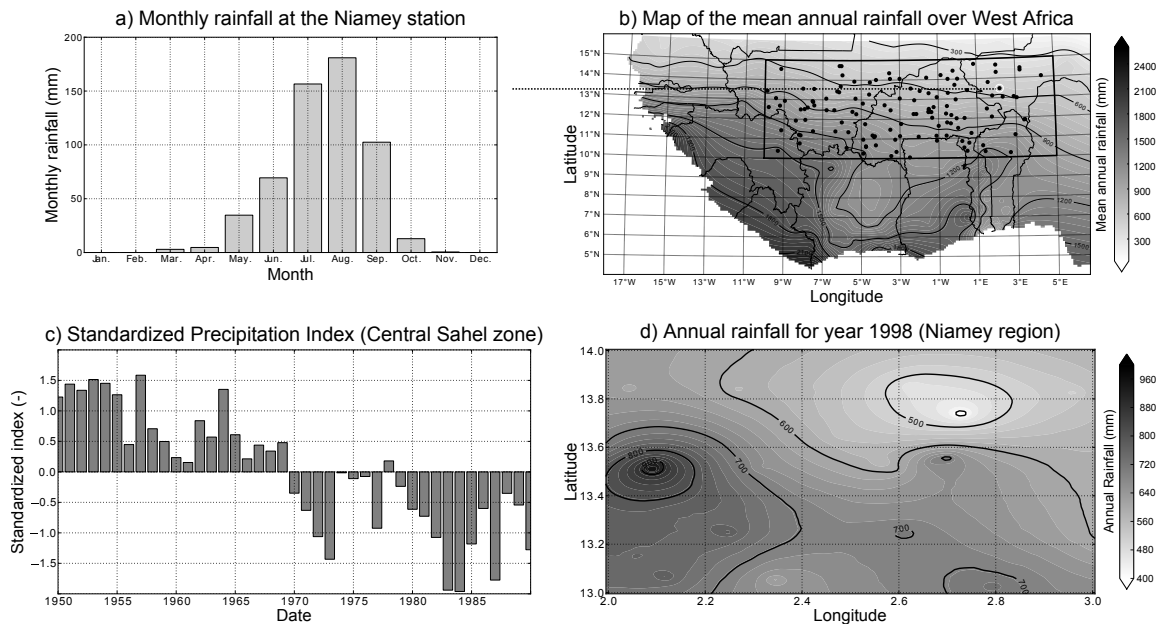 a) Monthly rainfall at the Niamey station
200
150
100
50
0
Monthly rainfall (mm)
Jan. Feb. Mar. Apr. May. Jun. Jul. Aug. Sep. Oct. Nov. Dec.
Month
b) Map of the mean annual rainfall over West Africa
15°N
14°N
13°N
12°N
11°N
10°N
9°N
8°N
7°N
6°N
5°N
Latitude
300
600
900
1200
1200
1500
17°W 15°W 13°W 11°W 9°W 7°W 5°W 3°W 1°W 1°E 3°E 5°E
Longitude
2400
2100
1800
1500
1200
900
600
300
Mean annual rainfall (mm)
c) Standardized Precipitation Index (Central Sahel zone)
1.5
1.0
0.5
0.0
−0.5
−1.0
−1.5
Standardized index (-)
1950 1955 1960 1965 1970 1975 1980 1985
Date
d) Annual rainfall for year 1998 (Niamey region)
14.0
13.8
13.6
13.4
13.2
13.0
Latitude
500
600
800
700
700
700
2.0 2.2 2.4 2.6 2.8 3.0
Longitude
960
880
800
720
640
560
480
400
Annual Rainfall (mm)